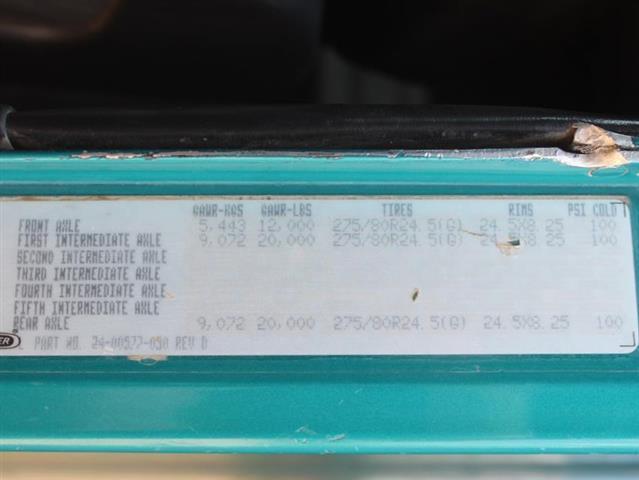 GAWR-KGS GAWR-LBS TIRES RIMS PSI COLD
FRONT AXLE 5,443 12,000 275/80R24.5(G) 24.5X8.25 100
FIRST INTERMEDIATE AXLE 9,072 20,000 275/80R24.5(G) 24.5X8.25 100
SECOND INTERMEDIATE AXLE
THIRD INTERMEDIATE AXLE
FOURTH INTERMEDIATE AXLE
FIFTH INTERMEDIATE AXLE
REAR AXLE 9,072 20,000 275/80R24.5(G) 24.5X8.25 100
PART NO. 24-00577-050 REV D